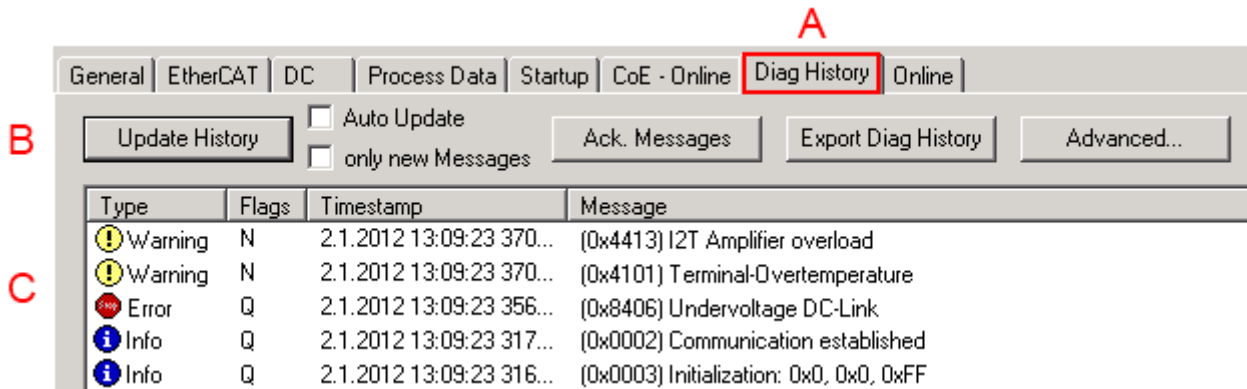 A
General EtherCAT DC Process Data Startup CoE - Online Diag History Online
B
Update History Auto Update Ack. Messages Export Diag History Advanced...
only new Messages
Type Flags Timestamp Message
C
Warning N 2.1.2012 13:09:23 370... (0x4413) I2T Amplifier overload
Warning N 2.1.2012 13:09:23 370... (0x4101) Terminal-Overtemperature
Error Q 2.1.2012 13:09:23 356... (0x8406) Undervoltage DC-Link
Info Q 2.1.2012 13:09:23 317... (0x0002) Communication established
Info Q 2.1.2012 13:09:23 316... (0x0003) Initialization: 0x0, 0x0, 0xFF